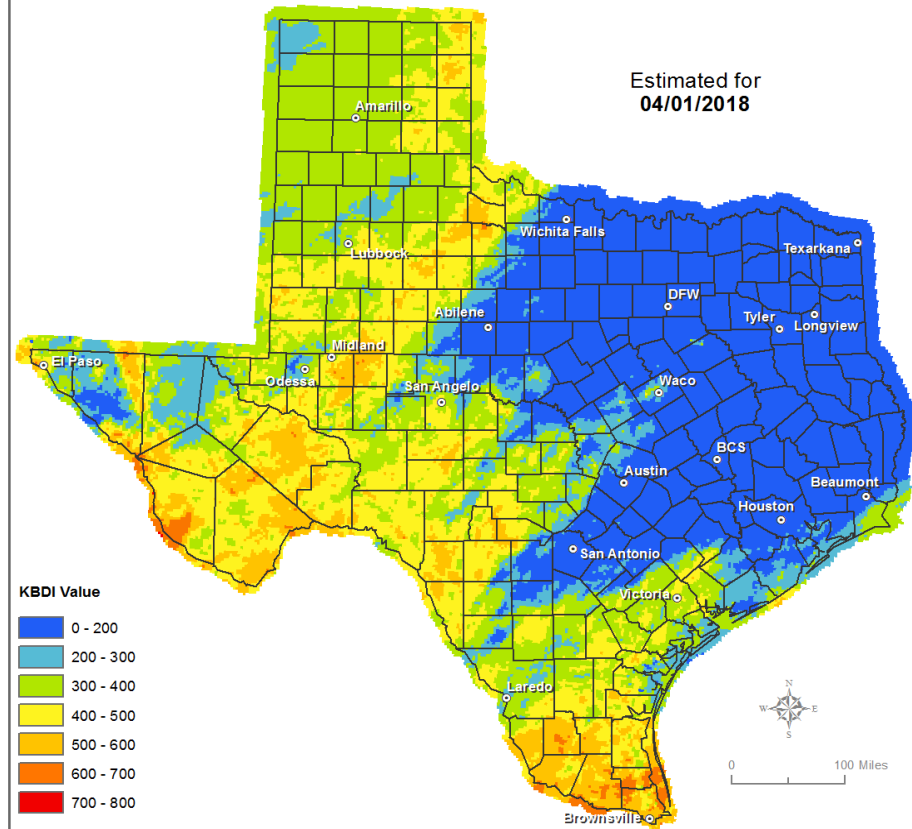 Estimated for
04/01/2018
Amarillo
Wichita Falls
Texarkana
Lubbock
DFW
Abilene
Tyler
Longview
Midland
El Paso
Odessa
San Angelo
Waco
BCS
Austin
Beaumont
Houston
San Antonio
Victoria
Laredo
Brownsville
KBDI Value
0 - 200
200 - 300
300 - 400
400 - 500
500 - 600
600 - 700
700 - 800
N
W E
S
0 100 Miles